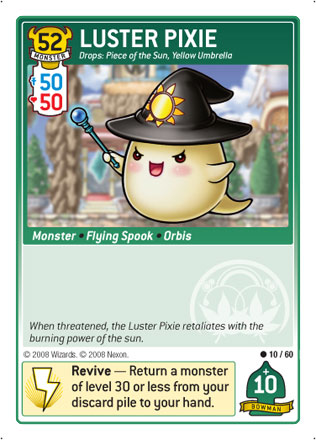 52
MONSTER
LUSTER PIXIE
Drops: Piece of the Sun, Yellow Umbrella
50
50
Monster • Flying Spook • Orbis
When threatened, the Luster Pixie retaliates with the
burning power of the sun.
© 2008 Wizards. © 2008 Nexon.
● 10 / 60
Revive — Return a monster
of level 30 or less from your
discard pile to your hand.
+
10
BOWMAN